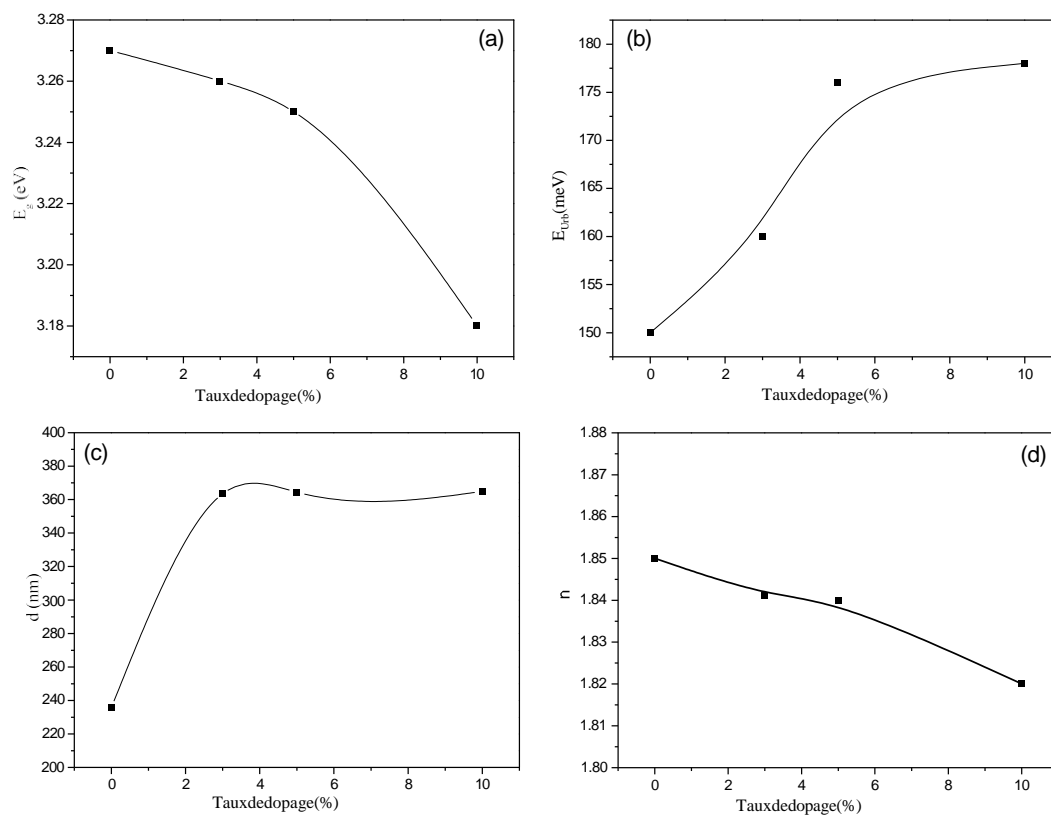 (a)
3.28
3.27
3.26
3.24
3.22
3.20
3.18
E_g (eV)
0 2 4 6 8 10
Tauxdedopage(%)
(b)
180
175
170
165
160
155
150
E_Urb(meV)
0 2 4 6 8 10
Tauxdedopage(%)
(c)
400
380
360
340
320
300
280
260
240
220
200
d (nm)
0 2 4 6 8 10
Tauxdedopage(%)
(d)
1.88
1.87
1.86
1.85
1.84
1.83
1.82
1.81
1.80
n
0 2 4 6 8 10
Tauxdedopage(%)